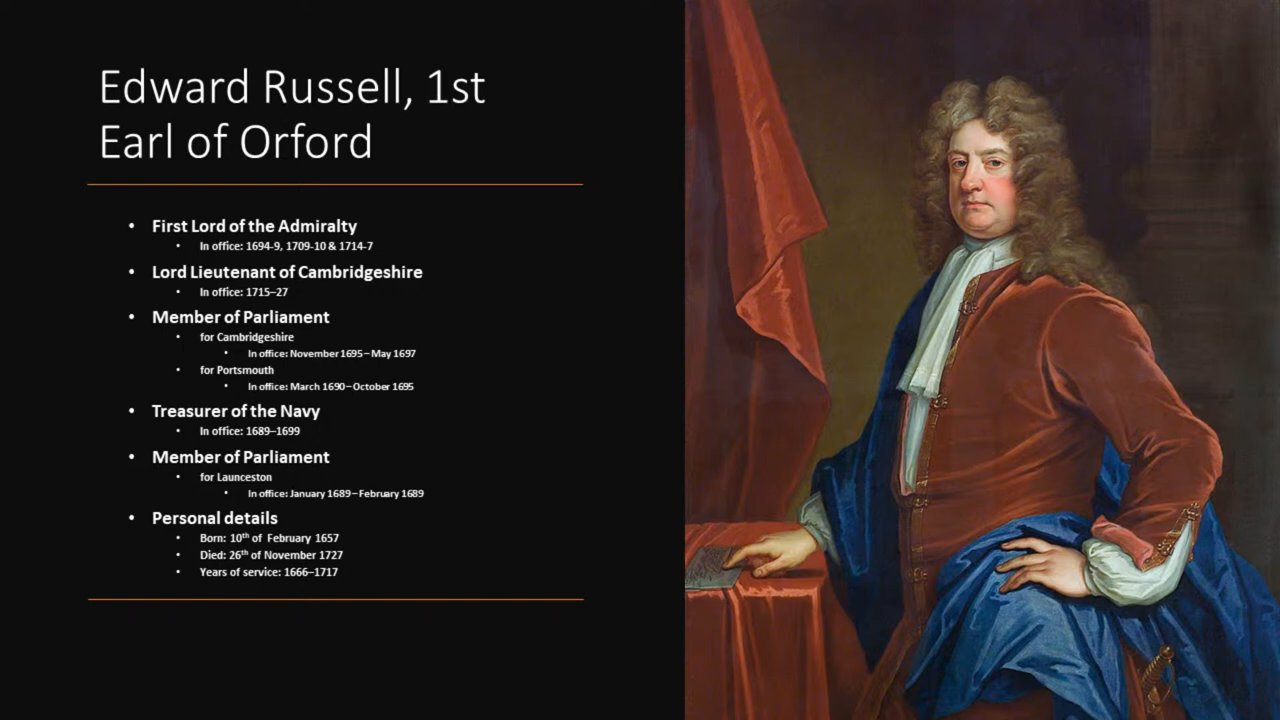 Edward Russell, 1st
Earl of Orford
• First Lord of the Admiralty
• In office: 1694-9, 1709-10 & 1714-7
• Lord Lieutenant of Cambridgeshire
• In office: 1715–27
• Member of Parliament
• for Cambridgeshire
• In office: November 1695 – May 1697
• for Portsmouth
• In office: March 1690 – October 1695
• Treasurer of the Navy
• In office: 1689–1699
• Member of Parliament
• for Launceston
• In office: January 1689 – February 1689
• Personal details
• Born: 10th of February 1657
• Died: 26th of November 1727
• Years of service: 1666–1717